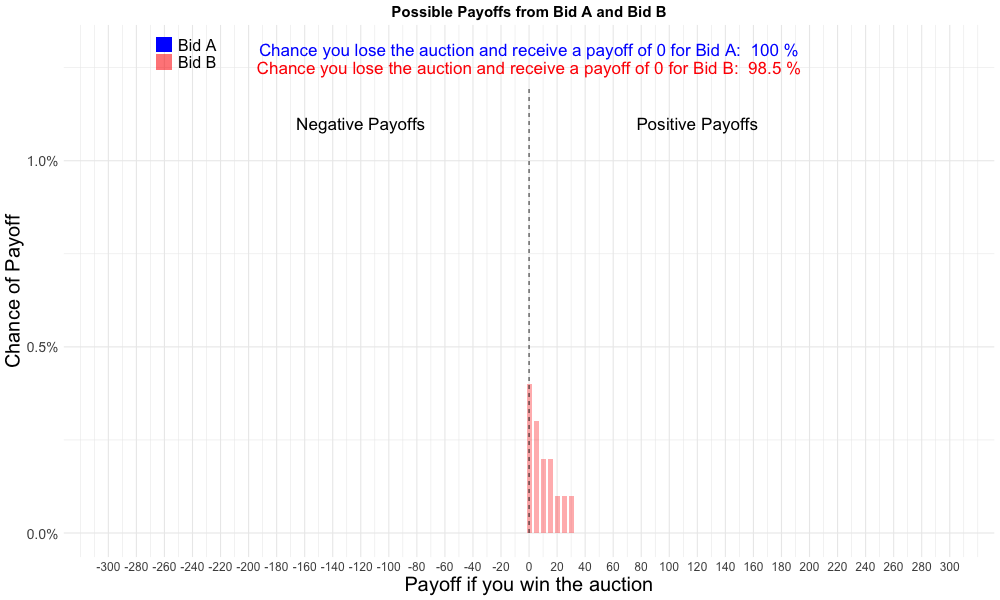 Possible Payoffs from Bid A and Bid B
Bid A
Bid B
Chance you lose the auction and receive a payoff of 0 for Bid A:  100 %
Chance you lose the auction and receive a payoff of 0 for Bid B:  98.5 %
Negative Payoffs
Positive Payoffs
Chance of Payoff
1.0%
0.5%
0.0%
-300 -280 -260 -240 -220 -200 -180 -160 -140 -120 -100 -80 -60 -40 -20 0 20 40 60 80 100 120 140 160 180 200 220 240 260 280 300
Payoff if you win the auction